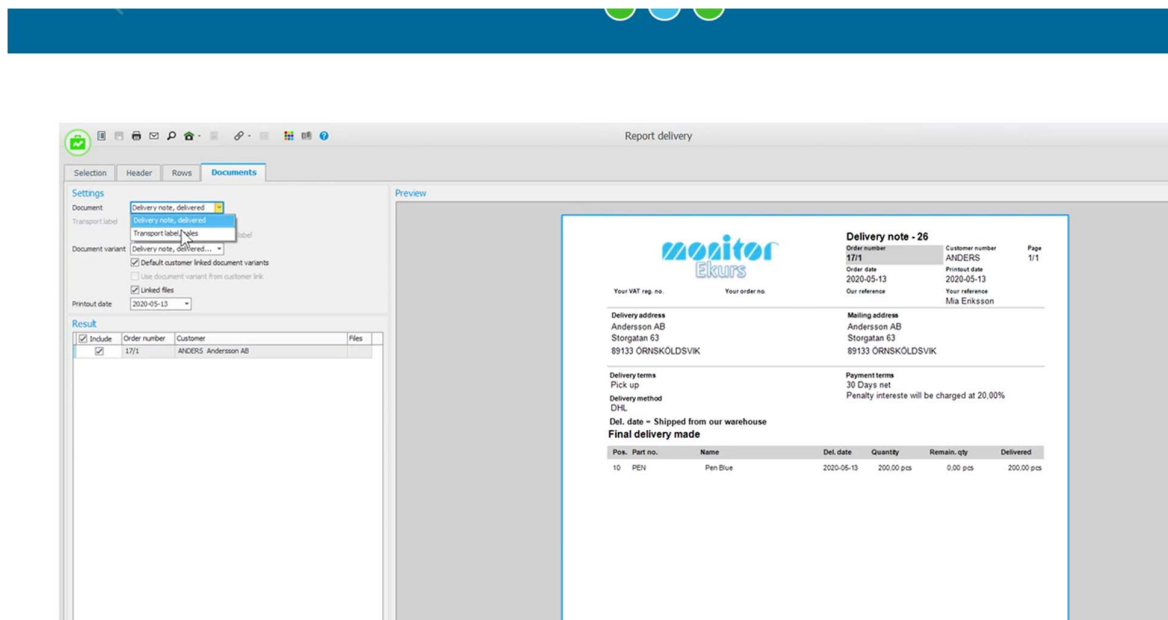 Report delivery
Selection Header Rows Documents
Settings
Document Delivery note, delivered
Delivery note, delivered
Transport label
Transport label, sales
label
Document variant Delivery note, delivered...
Default customer linked document variants
Use document variant from customer link
Linked files
Printout date 2020-05-13
Result
Include Order number Customer Files
17/1 ANDERS Andersson AB
Preview
monitor
Ekurs
Delivery note - 26
Order number Customer number Page
17/1 ANDERS 1/1
Order date Printout date
2020-05-13 2020-05-13
Your VAT reg. no. Your order no. Our reference Your reference
Mia Eriksson
Delivery address Mailing address
Andersson AB Andersson AB
Storgatan 63 Storgatan 63
89133 ÖRNSKÖLDSVIK 89133 ÖRNSKÖLDSVIK
Delivery terms Payment terms
Pick up 30 Days net
Delivery method Penalty intereste will be charged at 20,00%
DHL
Del. date = Shipped from our warehouse
Final delivery made
Pos. Part no. Name Del. date Quantity Remain. qty Delivered
10 PEN Pen Blue 2020-05-13 200,00 pcs 0,00 pcs 200,00 pcs